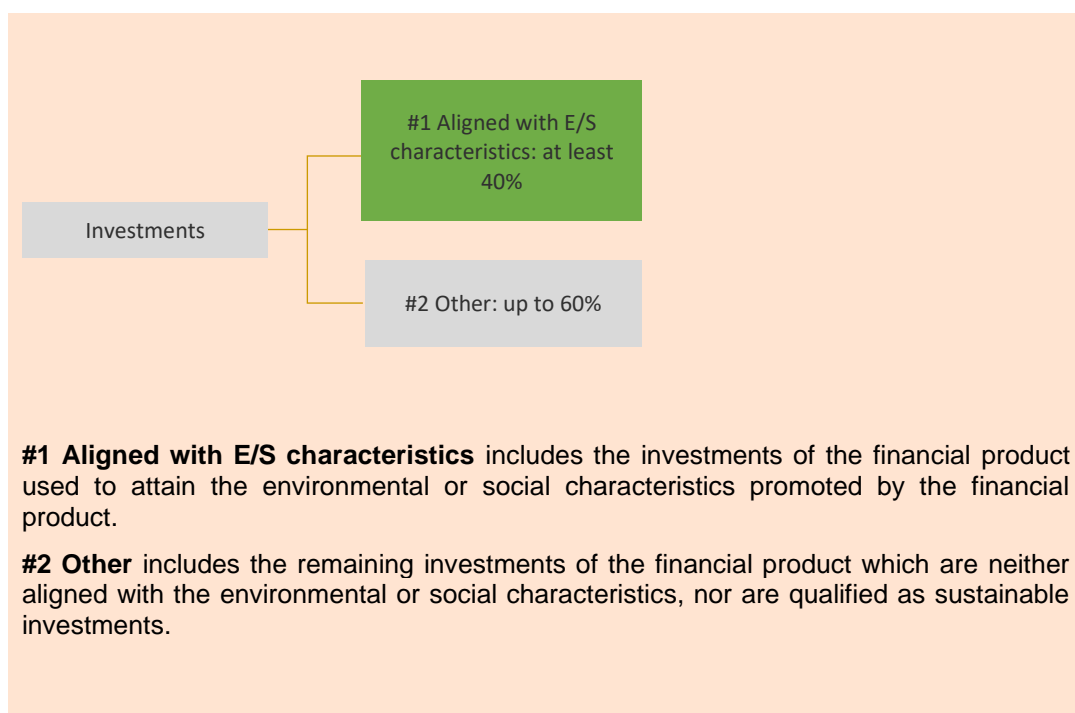 #1 Aligned with E/S
characteristics: at least
40%
Investments
#2 Other: up to 60%
#1 Aligned with E/S characteristics includes the investments of the financial product
used to attain the environmental or social characteristics promoted by the financial
product.
#2 Other includes the remaining investments of the financial product which are neither
aligned with the environmental or social characteristics, nor are qualified as sustainable
investments.